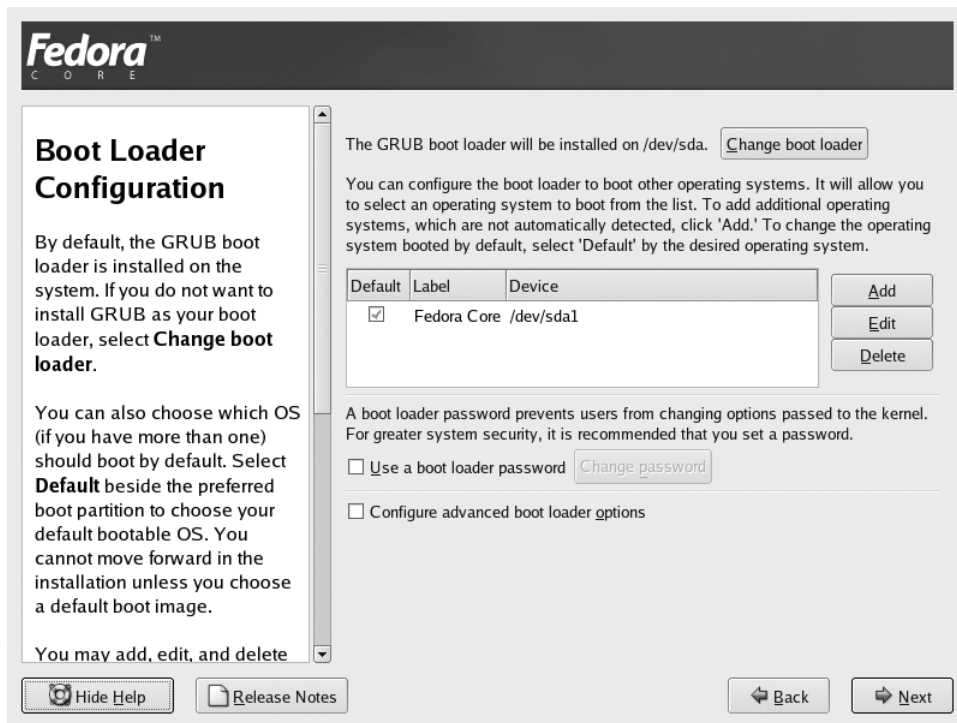 Fedora™
CORE
Boot Loader
Configuration
By default, the GRUB boot
loader is installed on the
system. If you do not want to
install GRUB as your boot
loader, select Change boot
loader.
You can also choose which OS
(if you have more than one)
should boot by default. Select
Default beside the preferred
boot partition to choose your
default bootable OS. You
cannot move forward in the
installation unless you choose
a default boot image.
You may add, edit, and delete
The GRUB boot loader will be installed on /dev/sda. Change boot loader
You can configure the boot loader to boot other operating systems. It will allow you
to select an operating system to boot from the list. To add additional operating
systems, which are not automatically detected, click 'Add.' To change the operating
system booted by default, select 'Default' by the desired operating system.
Default Label Device
Fedora Core /dev/sda1
Add
Edit
Delete
A boot loader password prevents users from changing options passed to the kernel.
For greater system security, it is recommended that you set a password.
Use a boot loader password Change password
Configure advanced boot loader options
Hide Help Release Notes Back Next